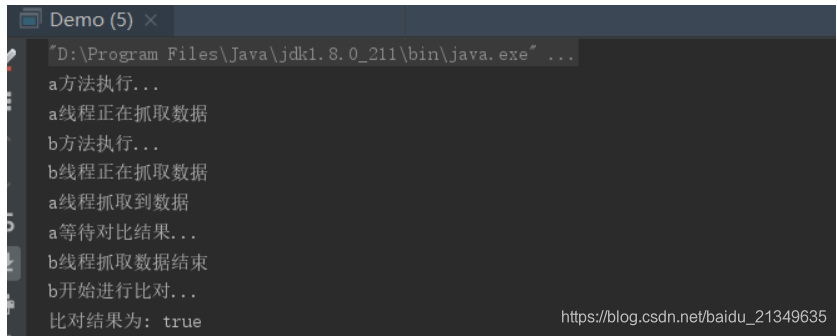 Demo (5) ×
"D:\Program Files\Java\jdk1.8.0_211\bin\java.exe" ...
a方法执行...
a线程正在抓取数据
b方法执行...
b线程正在抓取数据
a线程抓取到数据
a等待对比结果...
b线程抓取数据结束
b开始进行比对...
比对结果为: true
https://blog.csdn.net/baidu_21349635